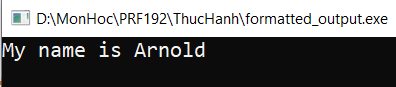 D:\MonHoc\PRF192\ThucHanh\formatted_output.exe
My name is Arnold